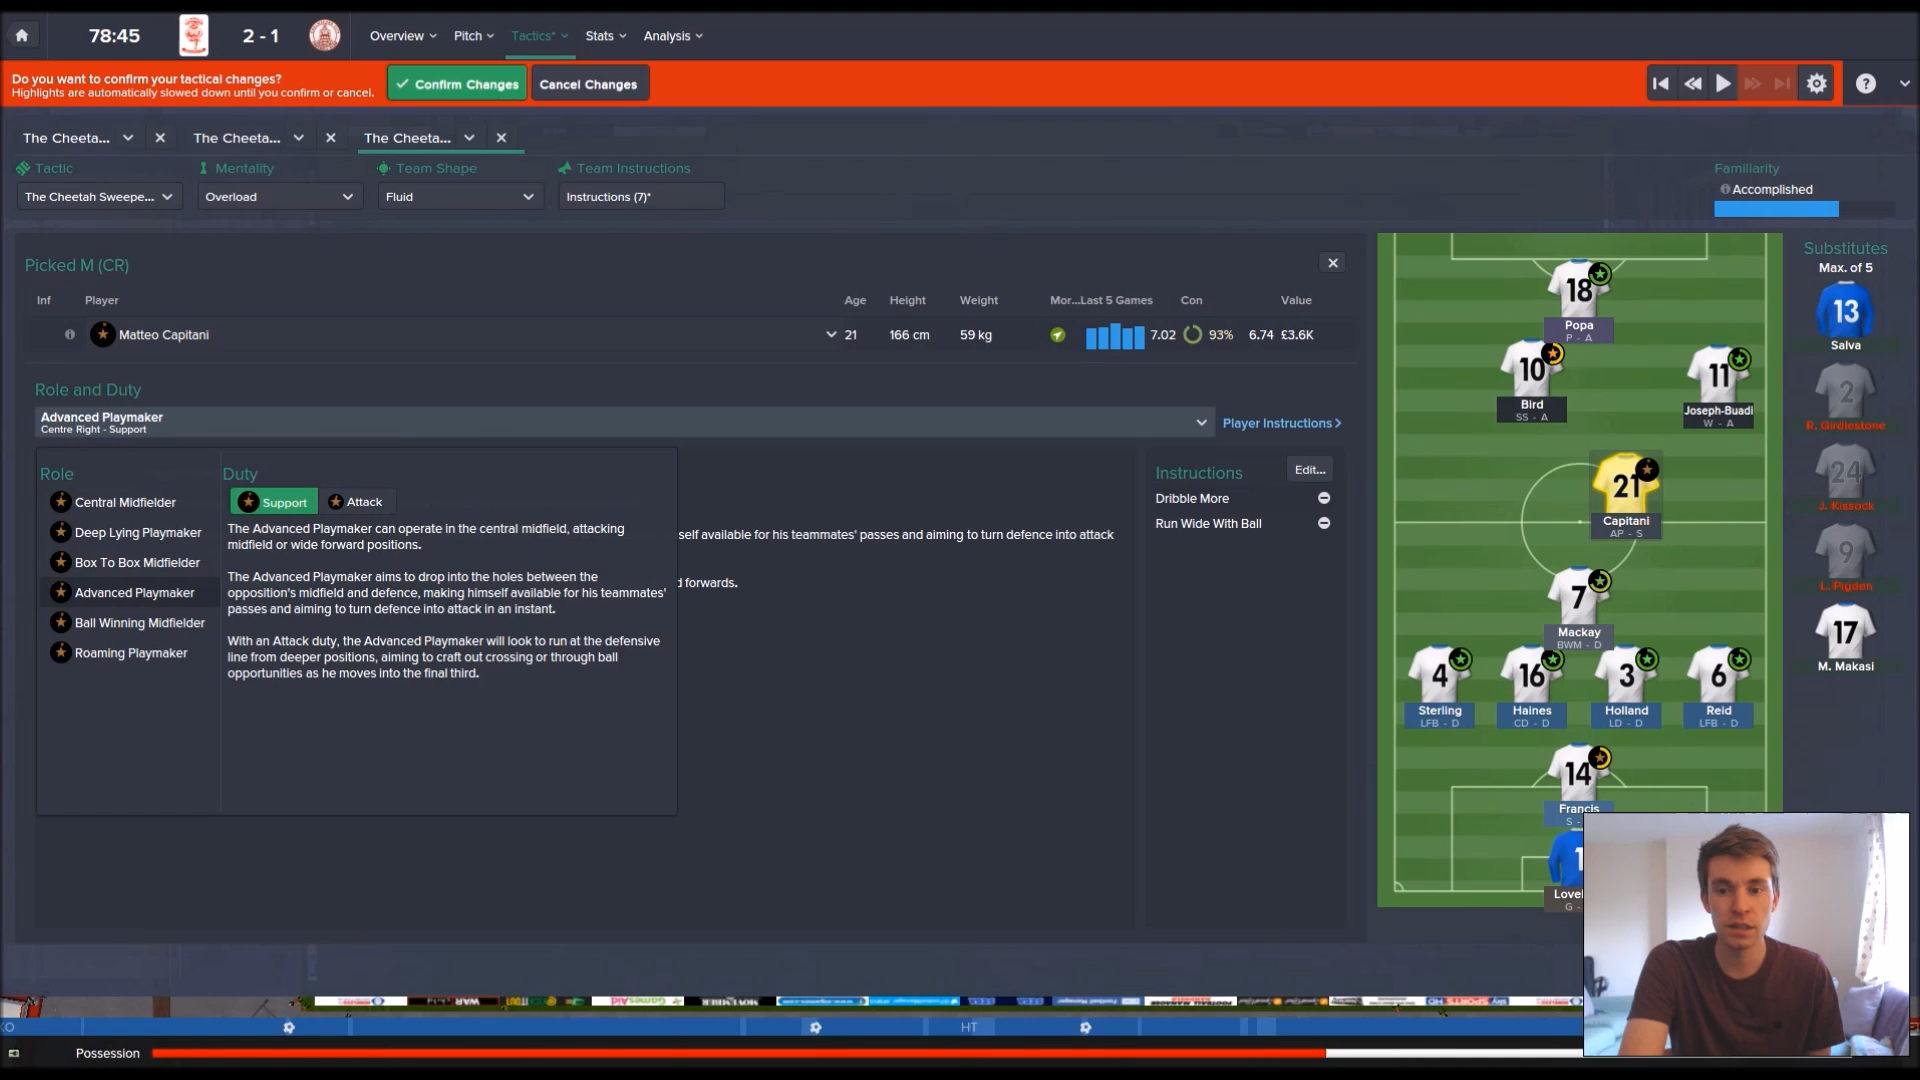 78:45
2 - 1
Overview
Pitch
Tactics*
Stats
Analysis
Do you want to confirm your tactical changes?
Highlights are automatically slowed down until you confirm or cancel.
Confirm Changes
Cancel Changes
The Cheeta...
The Cheeta...
The Cheeta...
Tactic
Mentality
Team Shape
Team Instructions
Familiarity
The Cheetah Sweepe...
Overload
Fluid
Instructions (7)*
Accomplished
Picked M (CR)
Inf
Player
Age
Height
Weight
Mor...
Last 5 Games
Con
Value
Matteo Capitani
21
166 cm
59 kg
7.02
93%
6.74
£3.6K
Role and Duty
Advanced Playmaker
Centre Right - Support
Player Instructions
Role
Central Midfielder
Deep Lying Playmaker
Box To Box Midfielder
Advanced Playmaker
Ball Winning Midfielder
Roaming Playmaker
Duty
Support
Attack
The Advanced Playmaker can operate in the central midfield, attacking
midfield or wide forward positions.
The Advanced Playmaker aims to drop into the holes between the
opposition's midfield and defence, making himself available for his teammates'
passes and aiming to turn defence into attack in an instant.
With an Attack duty, the Advanced Playmaker will look to run at the defensive
line from deeper positions, aiming to craft out crossing or through ball
opportunities as he moves into the final third.
self available for his teammates' passes and aiming to turn defence into attack
d forwards.
Instructions
Edit...
Dribble More
Run Wide With Ball
18
Popa
P - A
10
Bird
SS - A
11
Joseph-Buadi
W - A
21
Capitani
AP - S
7
Mackay
BWM - D
4
Sterling
LFB - D
16
Haines
CD - D
3
Holland
LD - D
6
Reid
LFB - D
14
Francis
S -
1
Lovel
G -
Substitutes
Max. of 5
13
Salva
2
R. Girdlestone
24
J. Kissock
9
L. Pigden
17
M. Makasi
HT
Possession